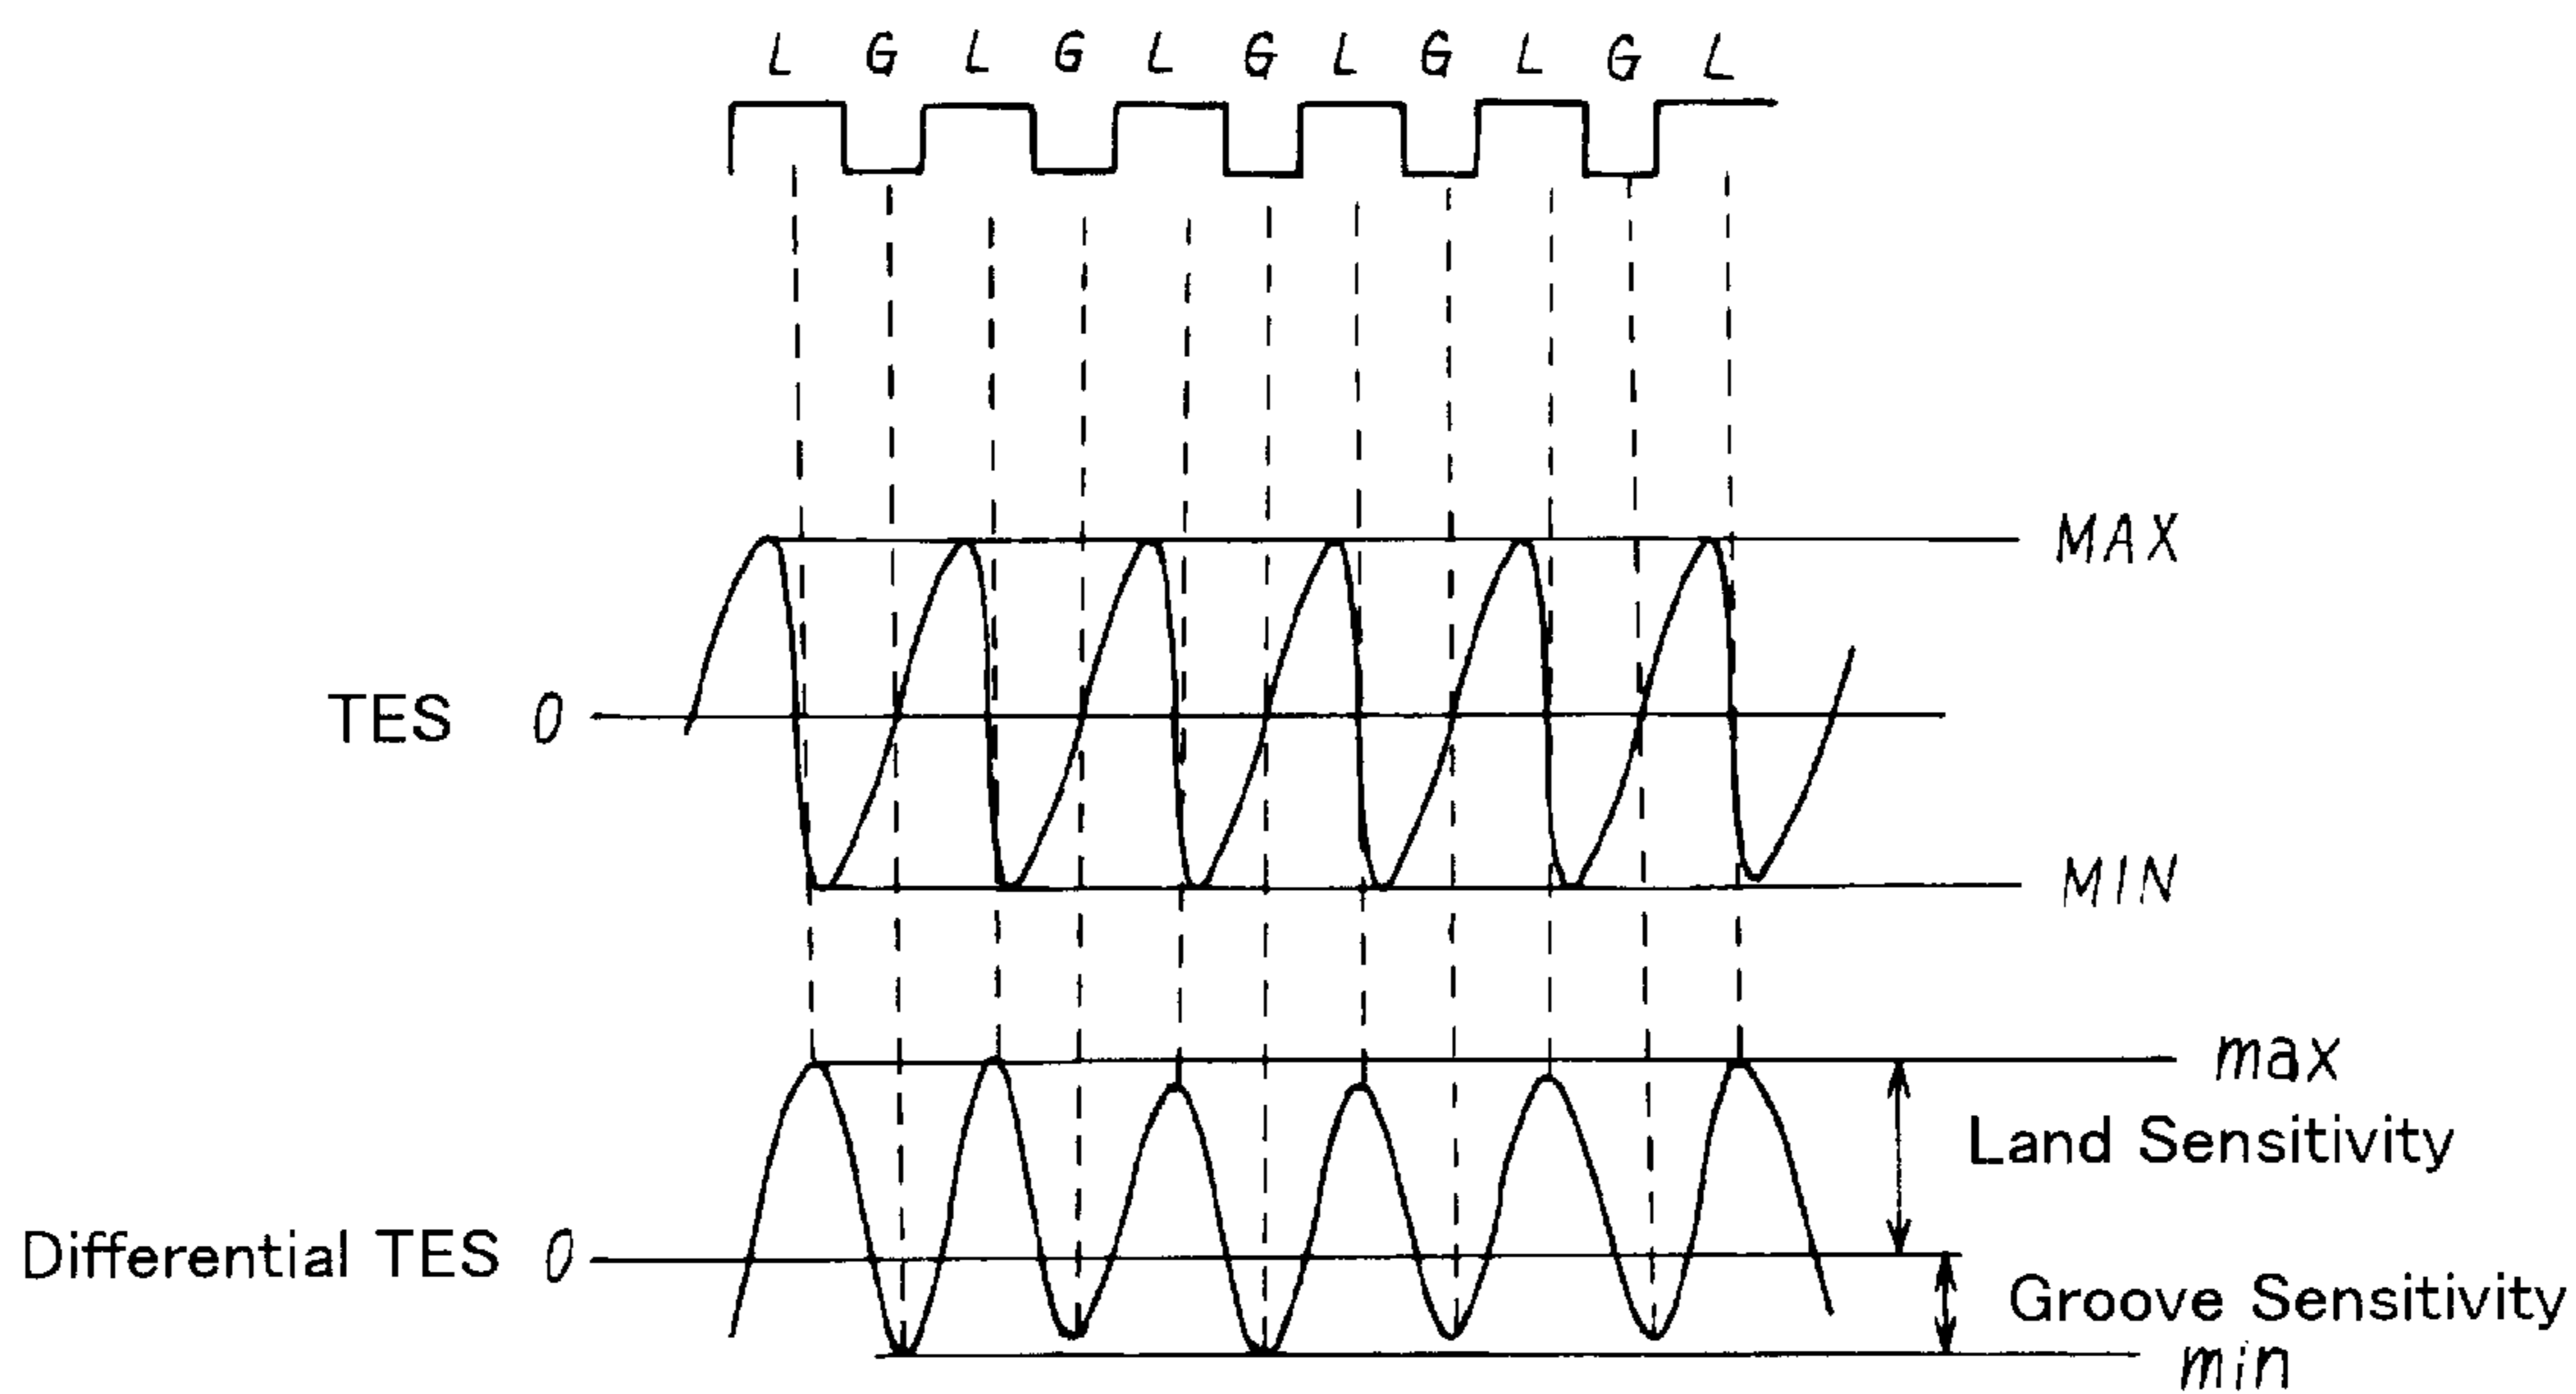 L G L G L G L G L G L
MAX
TES 0
MIN
max
Land Sensitivity
Differential TES 0
Groove Sensitivity
min